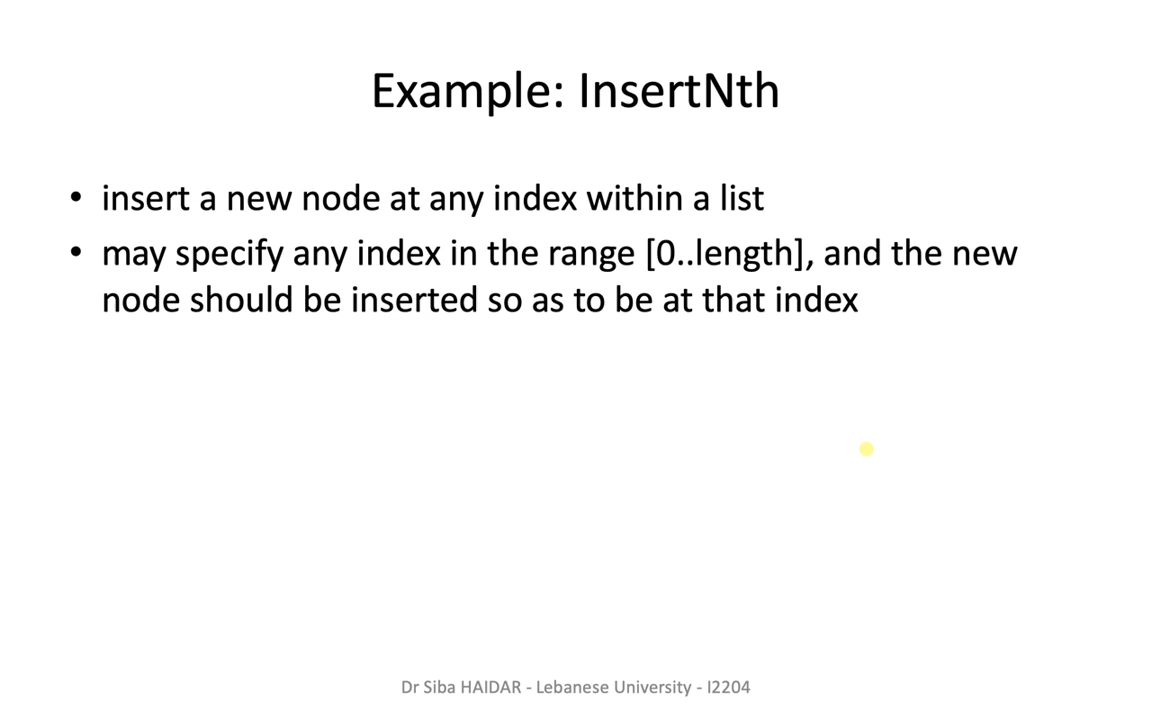 Example: InsertNth
• insert a new node at any index within a list
• may specify any index in the range [0..length], and the new
node should be inserted so as to be at that index
Dr Siba HAIDAR - Lebanese University - I2204